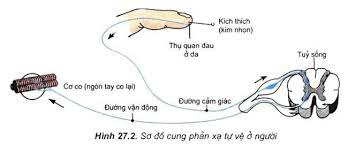 Kích thích
(kim nhọn)
Thụ quan đau
ở da
Tuỷ sống
Cơ co (ngón tay co lại)
Đường vận động
Đường cảm giác
Hình 27.2. Sơ đồ cung phản xạ tự vệ ở người